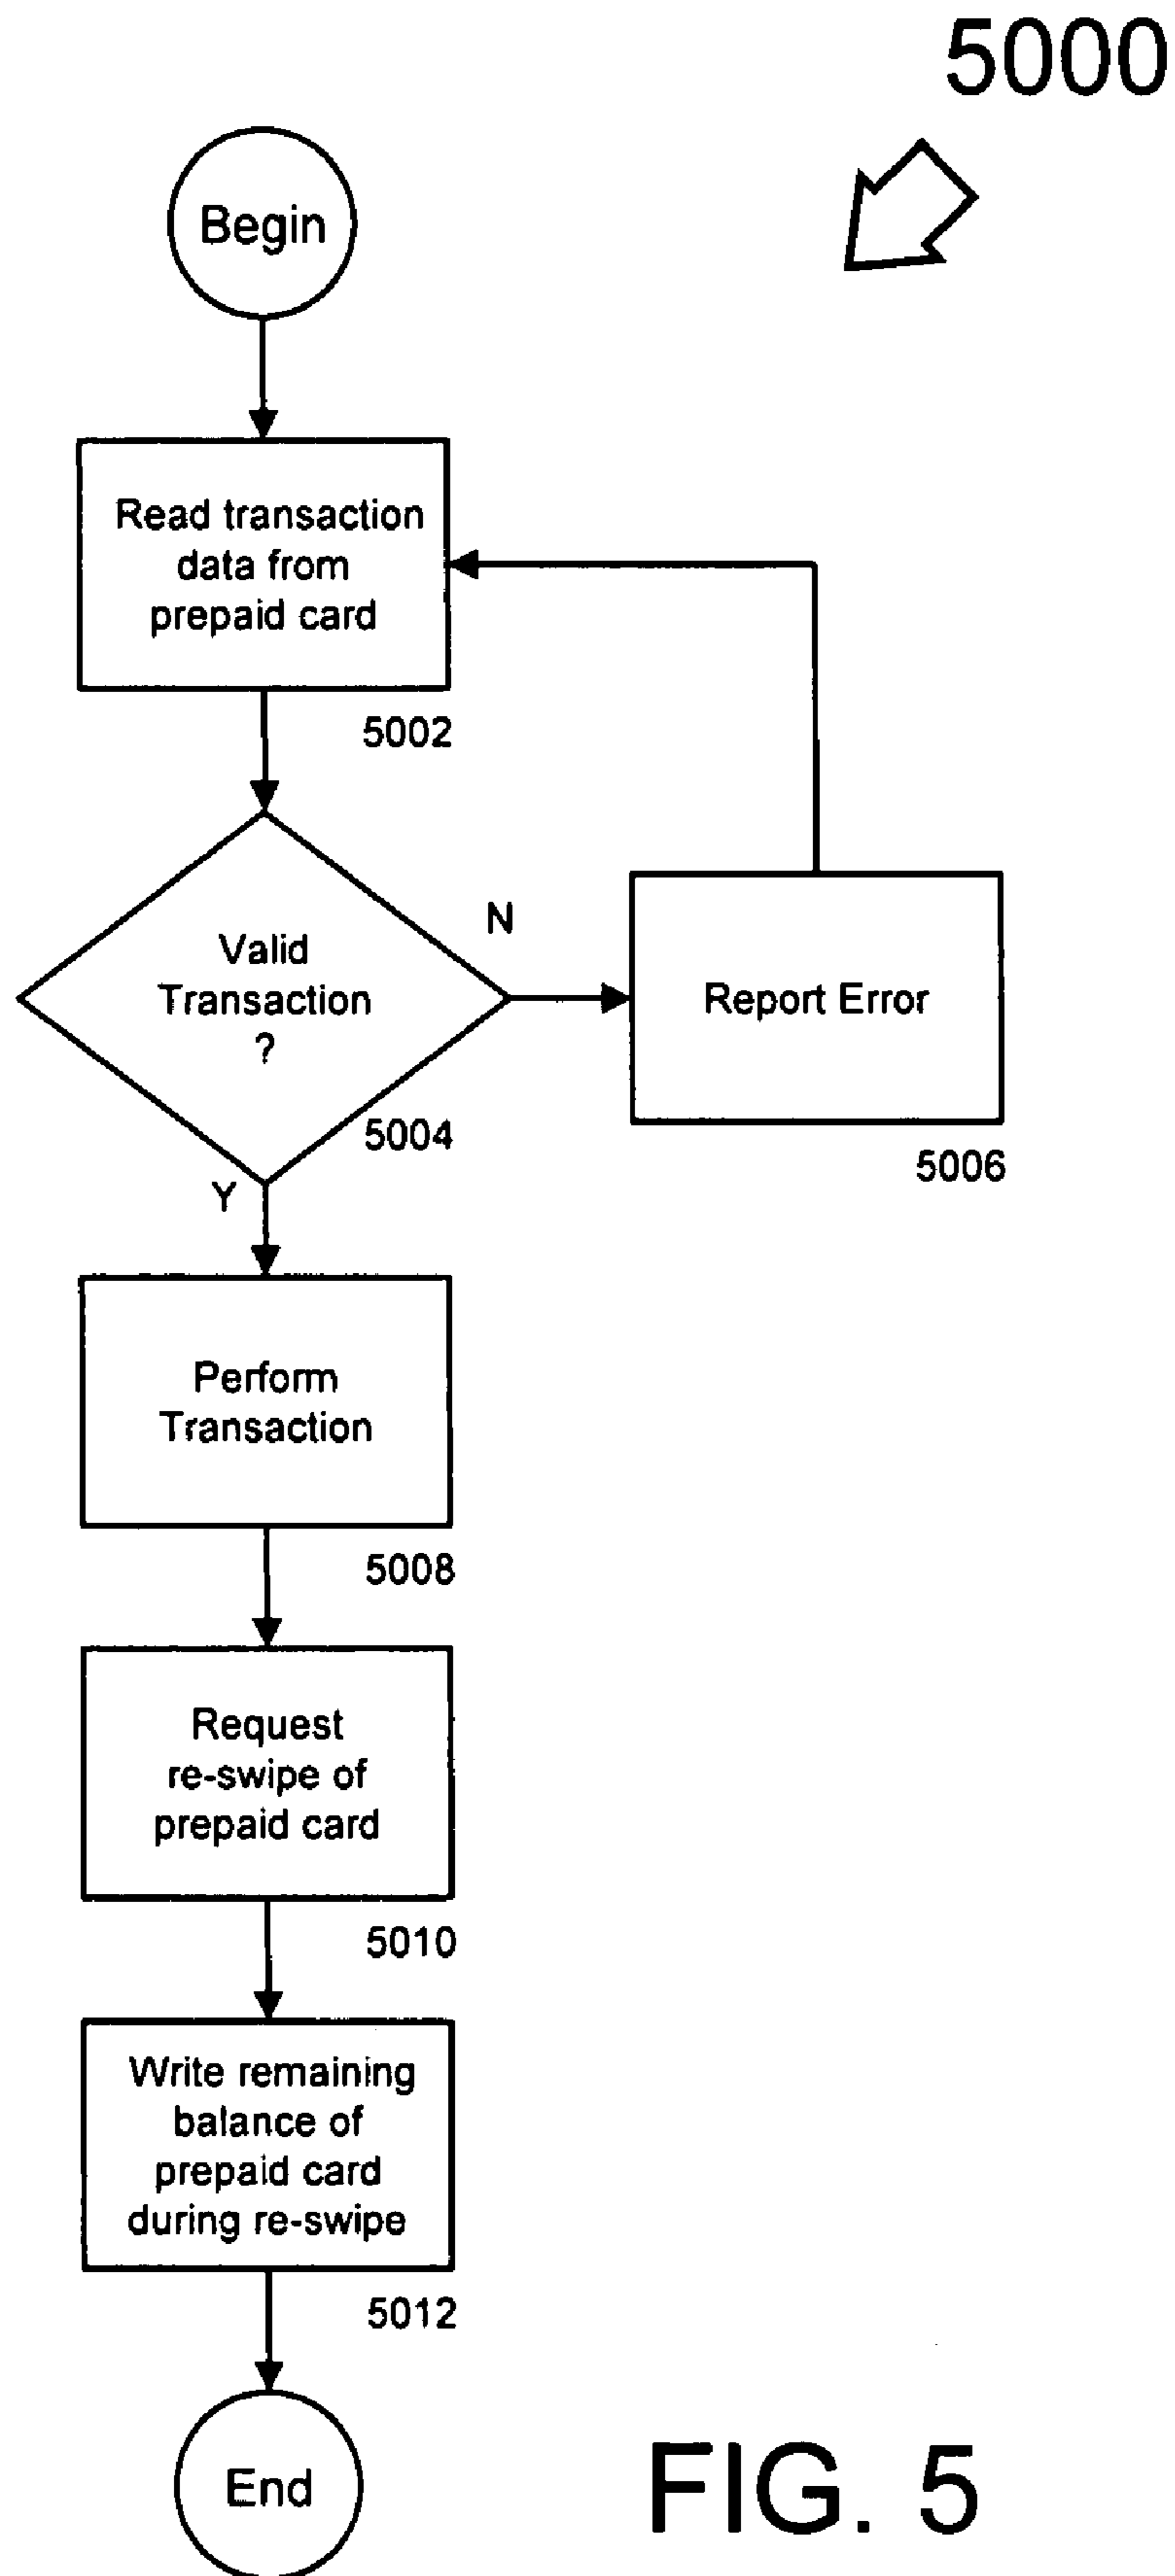 5000
Begin
Read transaction
data from
prepaid card
5002
Valid
Transaction
?
N
5004
Y
Report Error
5006
Perform
Transaction
5008
Request
re-swipe of
prepaid card
5010
Write remaining
balance of
prepaid card
during re-swipe
5012
End
FIG. 5